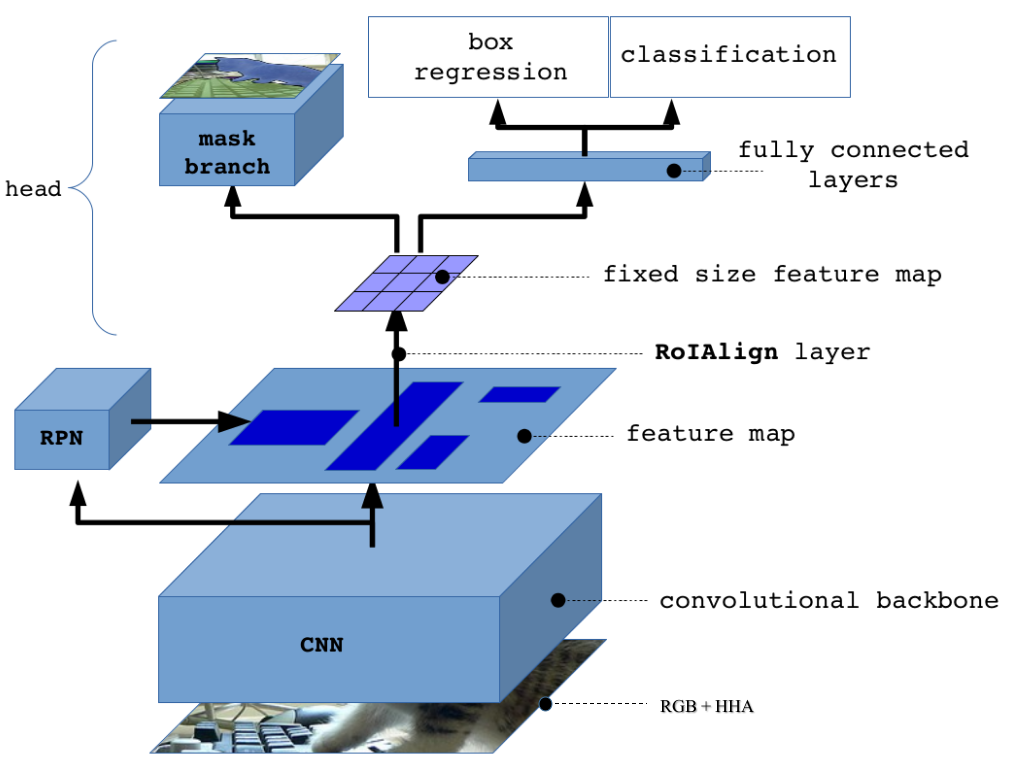 box
regression
classification
mask
branch
fully connected
layers
head
fixed size feature map
RoIAlign layer
RPN
feature map
convolutional backbone
CNN
RGB + HHA